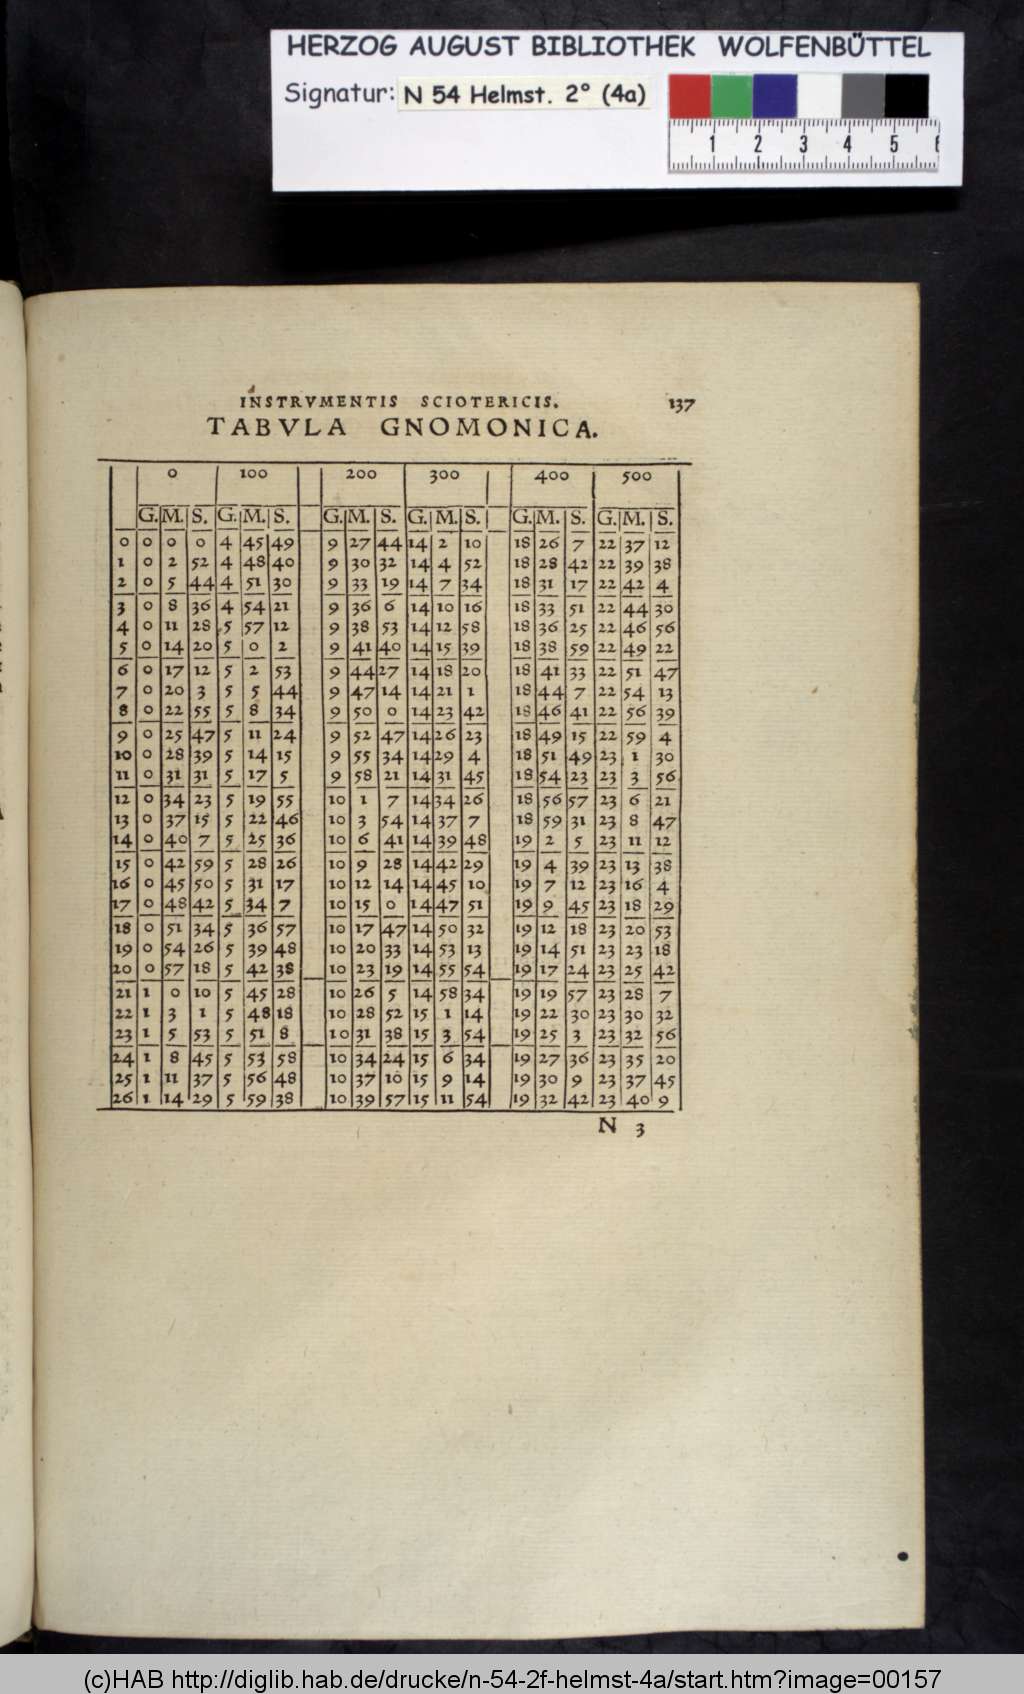 HERZOG AUGUST BIBLIOTHEK WOLFENBÜTTEL
Signatur: N 54 Helmst. 2° (4a)
1 2 3 4 5 6
INSTRVMENTIS SCIOTERICIS. 137
TABVLA GNOMONICA.
0 100 200 300 400 500
G. M. S. G. M. S. G. M. S. G. M. S. G. M. S. G. M. S.
0 0 0 0 4 45 49 9 27 44 14 2 10 18 26 7 22 37 12
1 0 2 52 4 48 40 9 30 32 14 4 52 18 28 42 22 39 38
2 0 5 44 4 51 30 9 33 19 14 7 34 18 31 17 22 42 4
3 0 8 36 4 54 21 9 36 6 14 10 16 18 33 51 22 44 30
4 0 11 28 5 57 12 9 38 53 14 12 58 18 36 25 22 46 56
5 0 14 20 5 0 2 9 41 40 14 15 39 18 38 59 22 49 22
6 0 17 12 5 2 53 9 44 27 14 18 20 18 41 33 22 51 47
7 0 20 3 5 5 44 9 47 14 14 21 1 18 44 7 22 54 13
8 0 22 55 5 8 34 9 50 0 14 23 42 18 46 41 22 56 39
9 0 25 47 5 11 24 9 52 47 14 26 23 18 49 15 22 59 4
10 0 28 39 5 14 15 9 55 34 14 29 4 18 51 49 23 1 30
11 0 31 31 5 17 5 9 58 21 14 31 45 18 54 23 23 3 56
12 0 34 23 5 19 55 10 1 7 14 34 26 18 56 57 23 6 21
13 0 37 15 5 22 46 10 3 54 14 37 7 18 59 31 23 8 47
14 0 40 7 5 25 36 10 6 41 14 39 48 19 2 5 23 11 12
15 0 42 59 5 28 26 10 9 28 14 42 29 19 4 39 23 13 38
16 0 45 50 5 31 17 10 12 14 14 45 10 19 7 12 23 16 4
17 0 48 42 5 34 7 10 15 0 14 47 51 19 9 45 23 18 29
18 0 51 34 5 36 57 10 17 47 14 50 32 19 12 18 23 20 53
19 0 54 26 5 39 48 10 20 33 14 53 13 19 14 51 23 23 18
20 0 57 18 5 42 38 10 23 19 14 55 54 19 17 24 23 25 42
21 1 0 10 5 45 28 10 26 5 14 58 34 19 19 57 23 28 7
22 1 3 1 5 48 18 10 28 52 15 1 14 19 22 30 23 30 32
23 1 5 53 5 51 8 10 31 38 15 3 54 19 25 3 23 32 56
24 1 8 45 5 53 58 10 34 24 15 6 34 19 27 36 23 35 20
25 1 11 37 5 56 48 10 37 10 15 9 14 19 30 9 23 37 45
26 1 14 29 5 59 38 10 39 57 15 11 54 19 32 42 23 40 9
N 3
(c)HAB http://diglib.hab.de/drucke/n-54-2f-helmst-4a/start.htm?image=00157